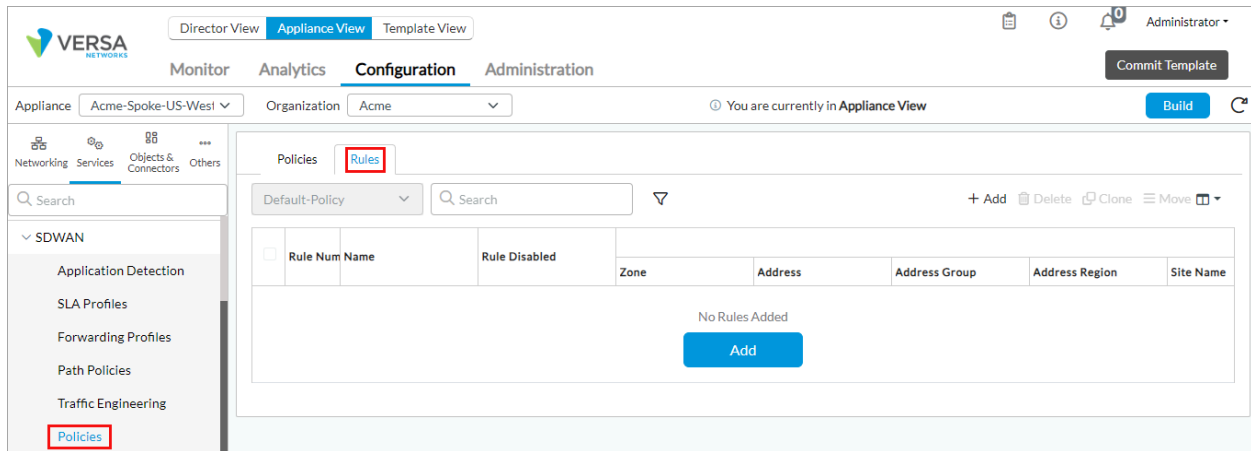 VERSA
NETWORKS
Director View Appliance View Template View
0
Administrator
Monitor Analytics Configuration Administration
Commit Template
Appliance Acme-Spoke-US-West Organization Acme
You are currently in Appliance View
Build
Networking Services Objects & Connectors Others
Search
SDWAN
Application Detection
SLA Profiles
Forwarding Profiles
Path Policies
Traffic Engineering
Policies
Policies Rules
Default-Policy Search
+ Add Delete Clone Move
Rule Num Name Rule Disabled
Zone Address Address Group Address Region Site Name
No Rules Added
Add